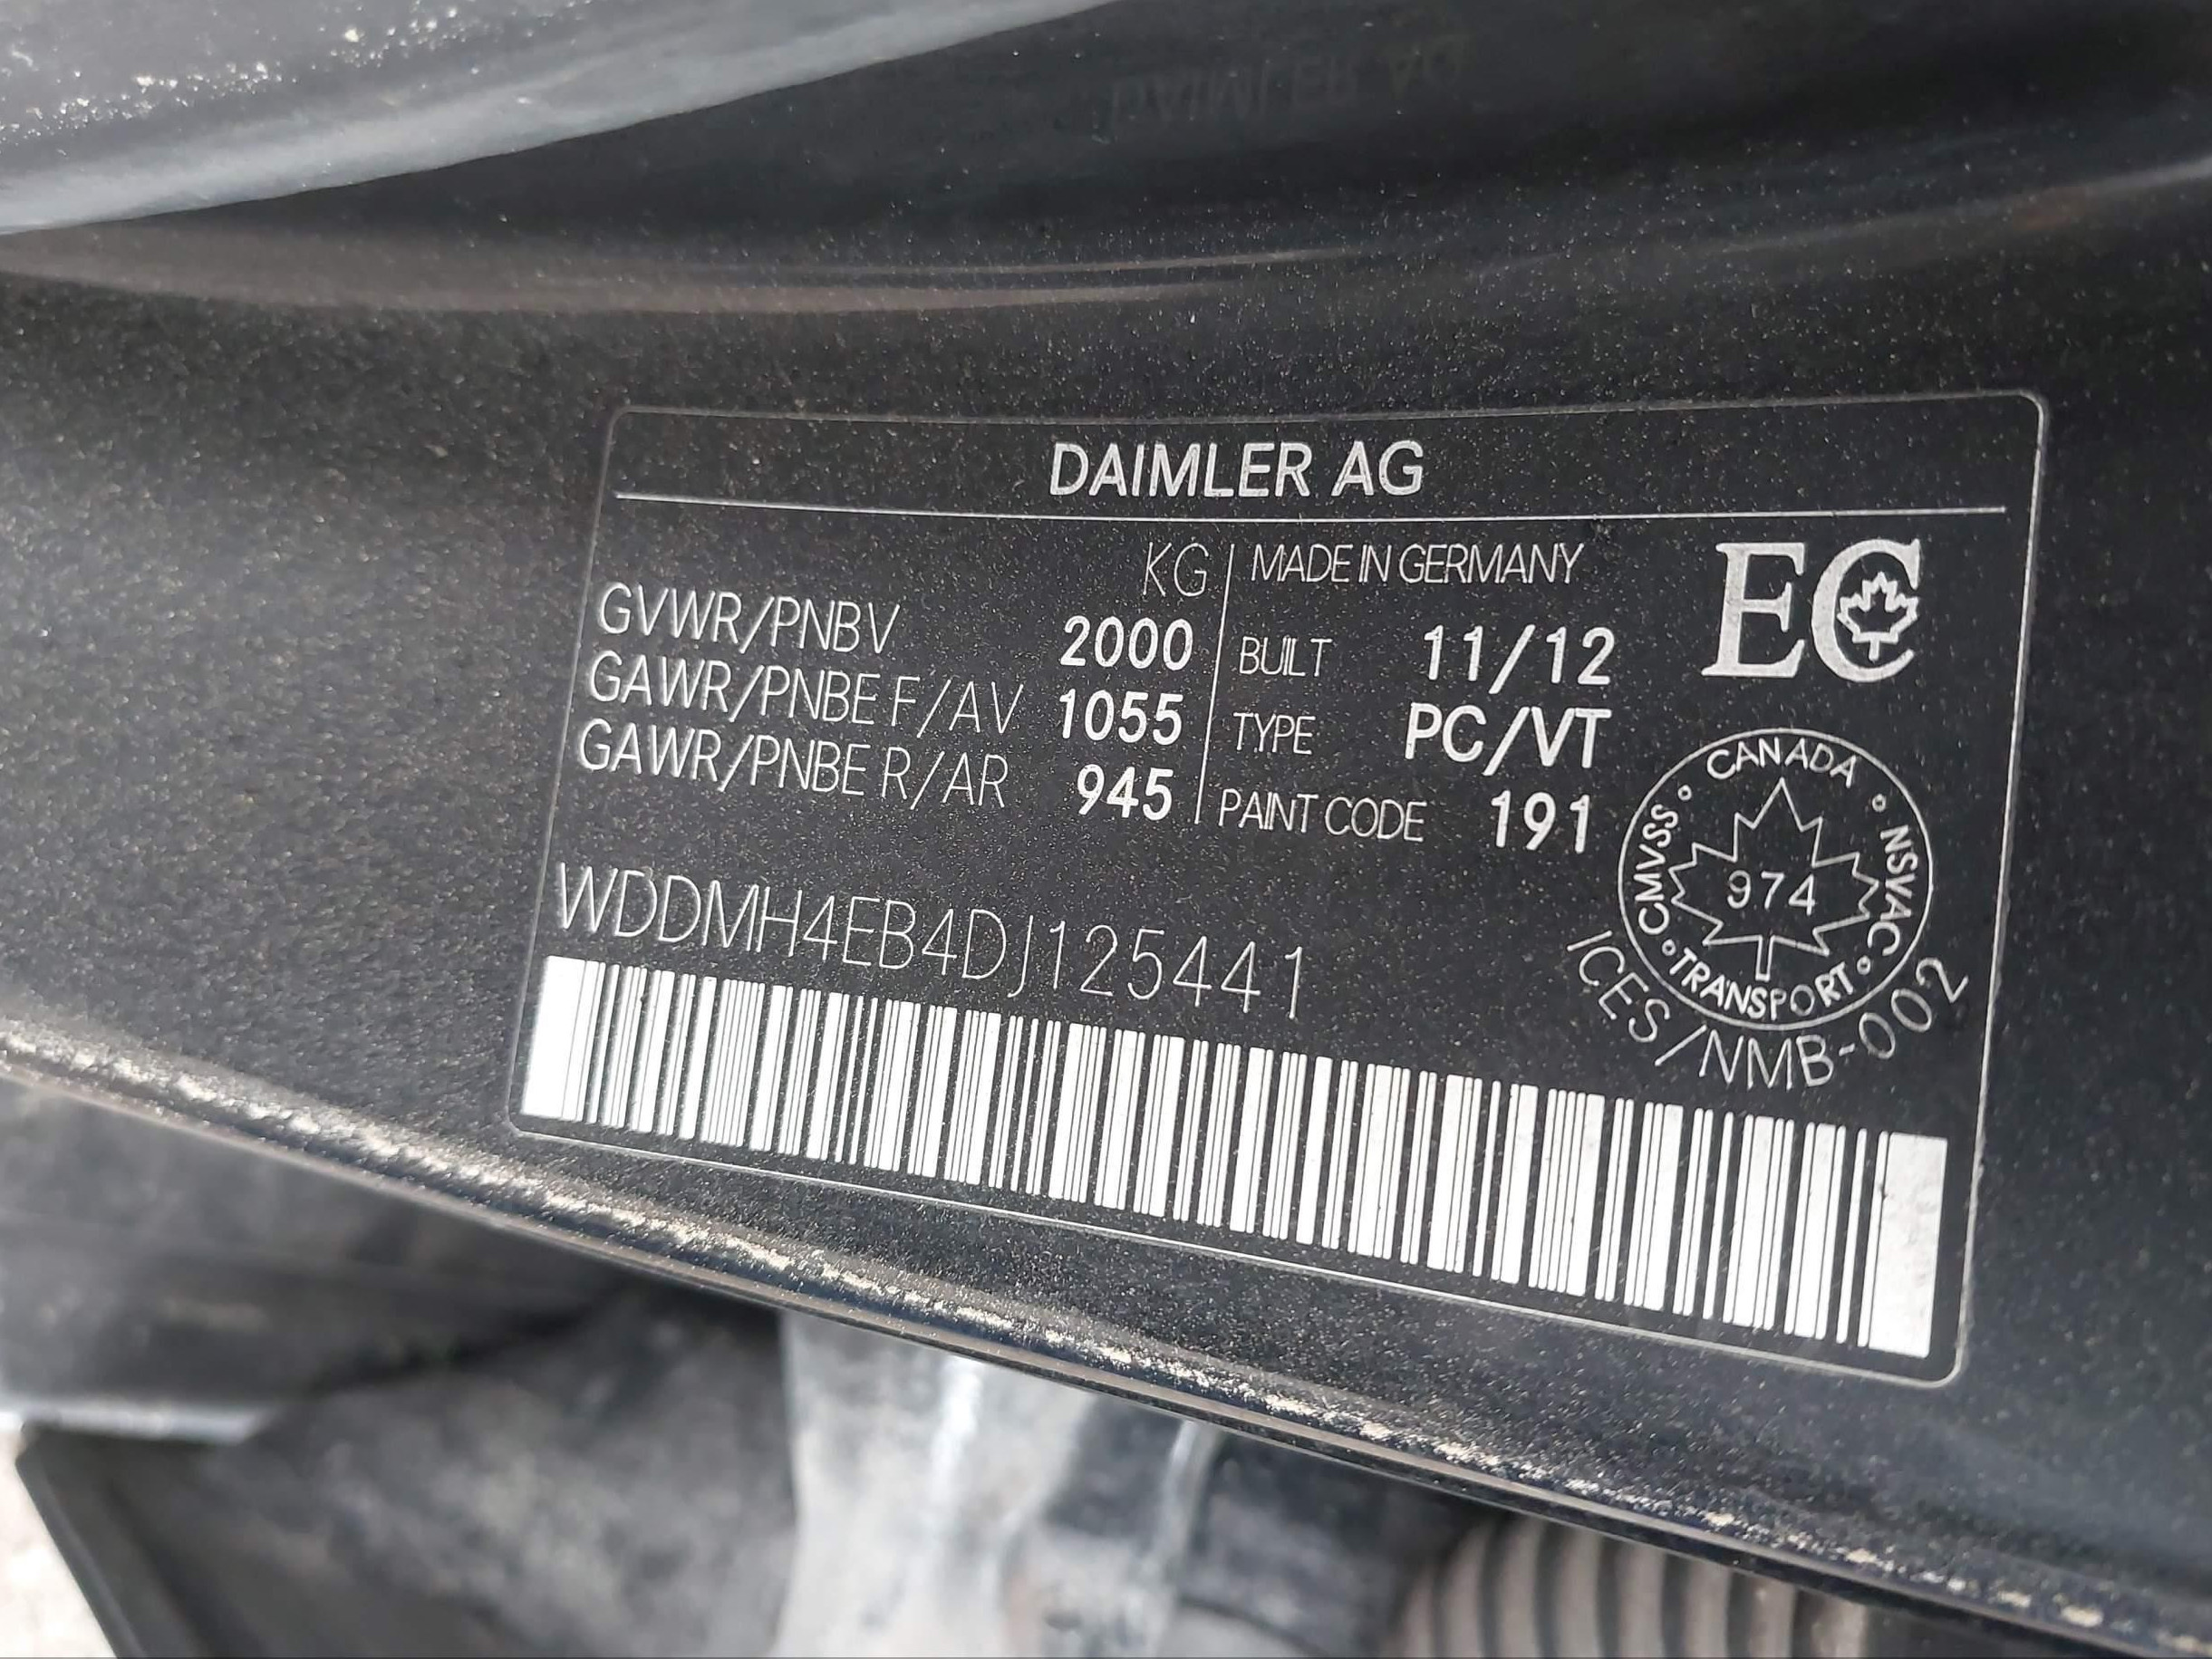 DAIMLER AG
KG
MADE IN GERMANY
EC
GVWR/PNBV 2000
BUILT 11/12
GAWR/PNBE F/AV 1055
TYPE PC/VT
GAWR/PNBE R/AR 945
PAINT CODE 191
CANADA
NSVAC
TRANSPORT
CMVSS
974
ICES/NMB-002
WDDMH4EB4DJ125441